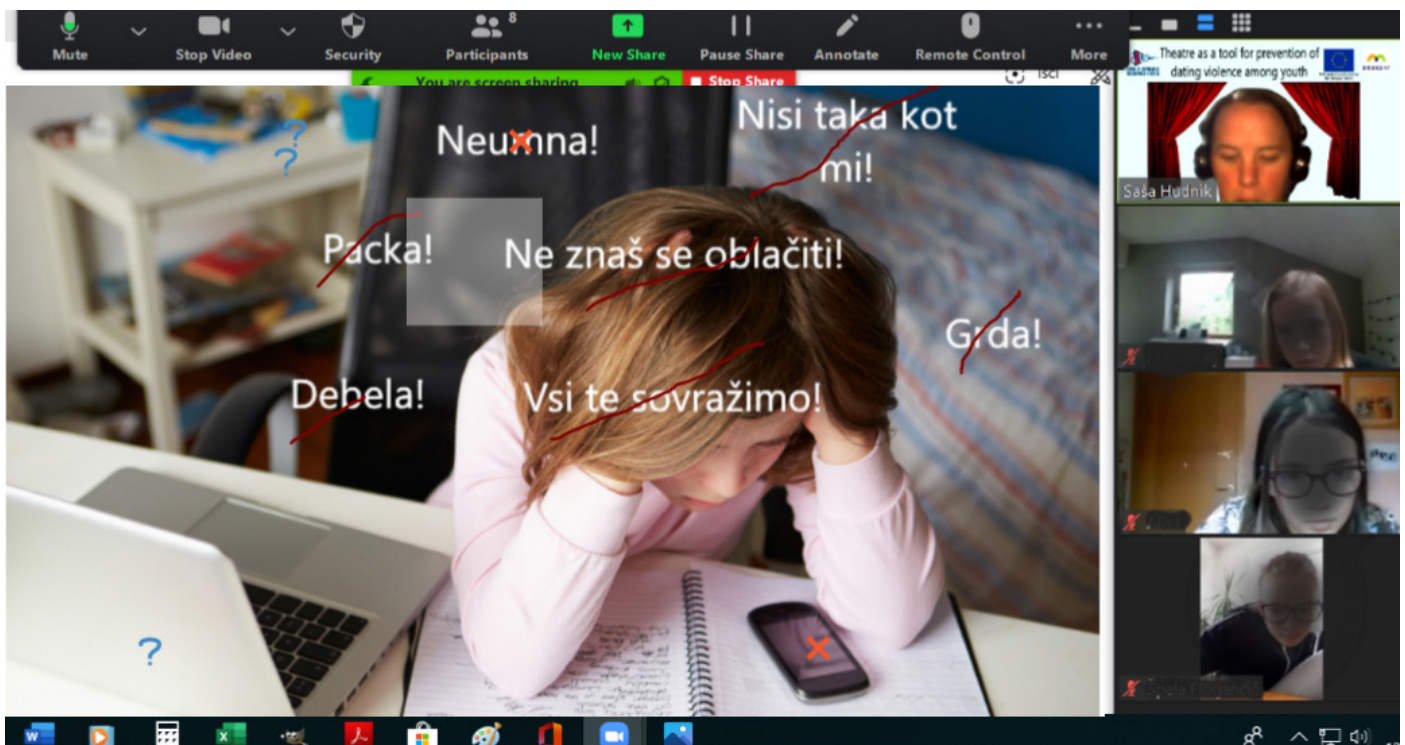 8
Mute
Stop Video
Security
Participants
New Share
Pause Share
Annotate
Remote Control
More
You are screen sharing
Stop Share
Išči
Theatre as a tool for prevention of
dating violence among youth
Saša Hudnik
Neumna!
Nisi taka kot
mi!
Packa!
Ne znaš se oblačiti!
Grda!
Debela!
Vsi te sovražimo!
?
?
?